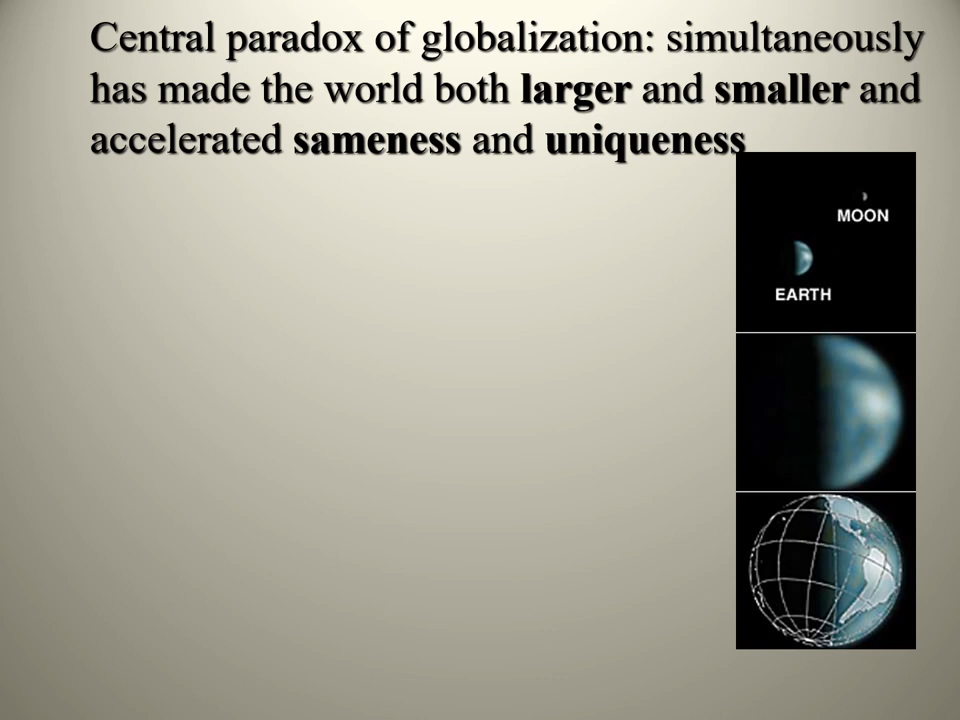 Central paradox of globalization: simultaneously
has made the world both larger and smaller and
accelerated sameness and uniqueness
MOON
EARTH